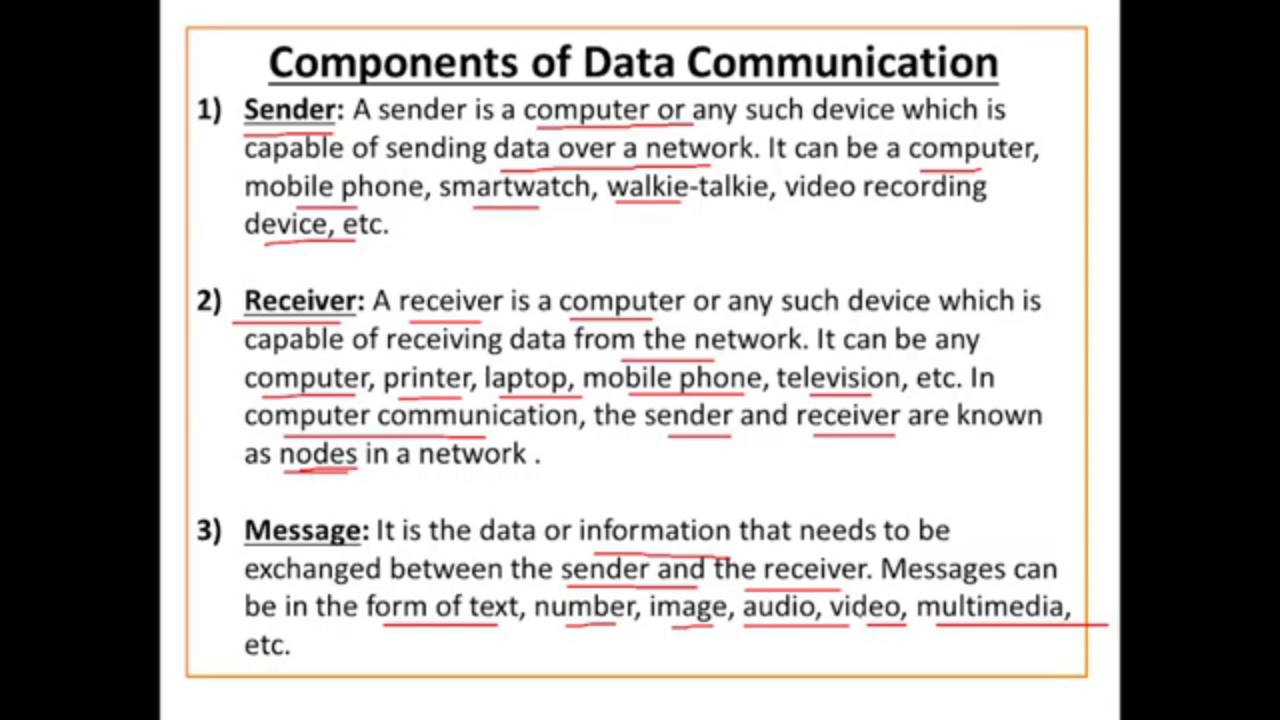 Components of Data Communication
1) Sender: A sender is a computer or any such device which is
capable of sending data over a network. It can be a computer,
mobile phone, smartwatch, walkie-talkie, video recording
device, etc.
2) Receiver: A receiver is a computer or any such device which is
capable of receiving data from the network. It can be any
computer, printer, laptop, mobile phone, television, etc. In
computer communication, the sender and receiver are known
as nodes in a network .
3) Message: It is the data or information that needs to be
exchanged between the sender and the receiver. Messages can
be in the form of text, number, image, audio, video, multimedia,
etc.